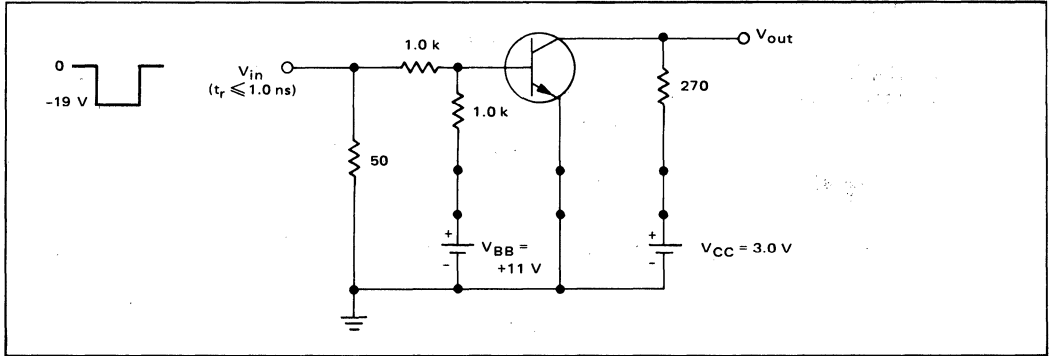 1.0 k
V_out
0
V_in
(t_r ≤ 1.0 ns)
-19 V
1.0 k
270
50
+
V_BB =
+11 V
-
+
V_CC = 3.0 V
-